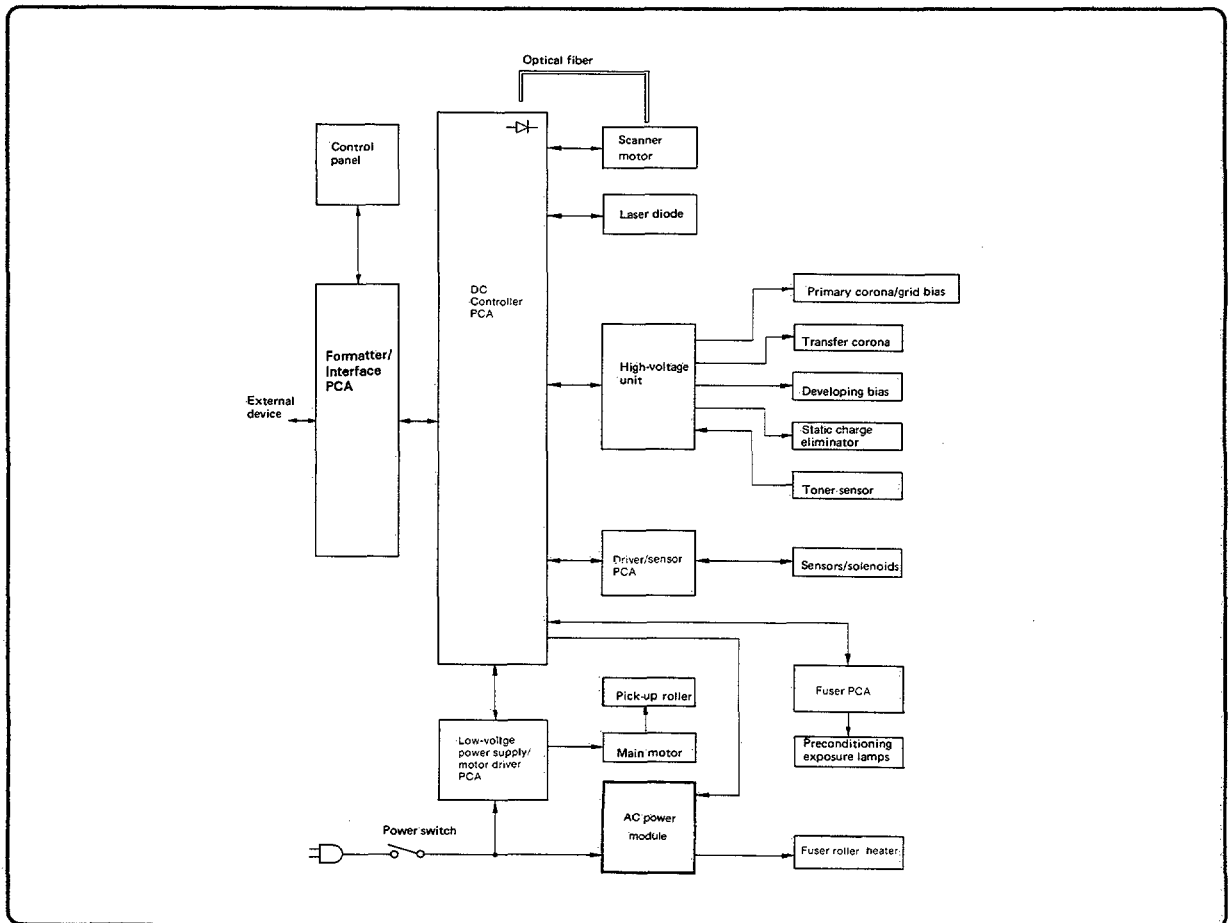 Optical fiber
Control
panel
Scanner
motor
Laser diode
DC
Controller
PCA
Primary corona/grid bias
Transfer corona
Formatter/
Interface
PCA
High-voltage
unit
Developing bias
External
device
Static charge
eliminator
Toner sensor
Driver/sensor
PCA
Sensors/solenoids
Fuser PCA
Pick-up roller
Low-voltge
power supply/
motor driver
PCA
Main motor
Preconditioning
exposure lamps
AC power
module
Power switch
Fuser roller heater